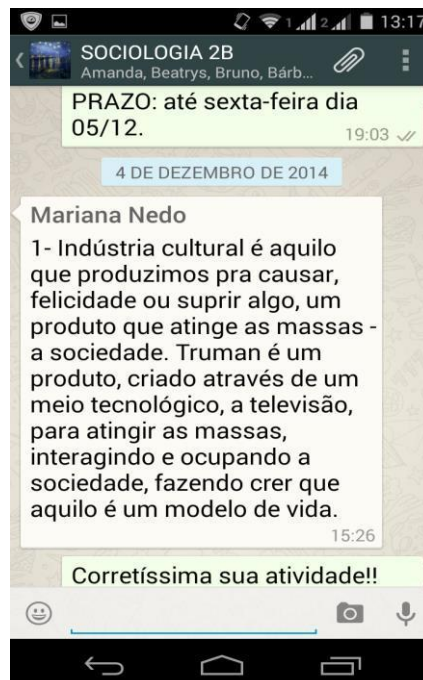 1 2 13:17
SOCIOLOGIA 2B
Amanda, Beatrys, Bruno, Bárb...
PRAZO: até sexta-feira dia
05/12.
19:03
4 DE DEZEMBRO DE 2014
Mariana Nedo
1- Indústria cultural é aquilo
que produzimos pra causar,
felicidade ou suprir algo, um
produto que atinge as massas -
a sociedade. Truman é um
produto, criado através de um
meio tecnológico, a televisão,
para atingir as massas,
interagindo e ocupando a
sociedade, fazendo crer que
aquilo é um modelo de vida.
15:26
Corretíssima sua atividade!!